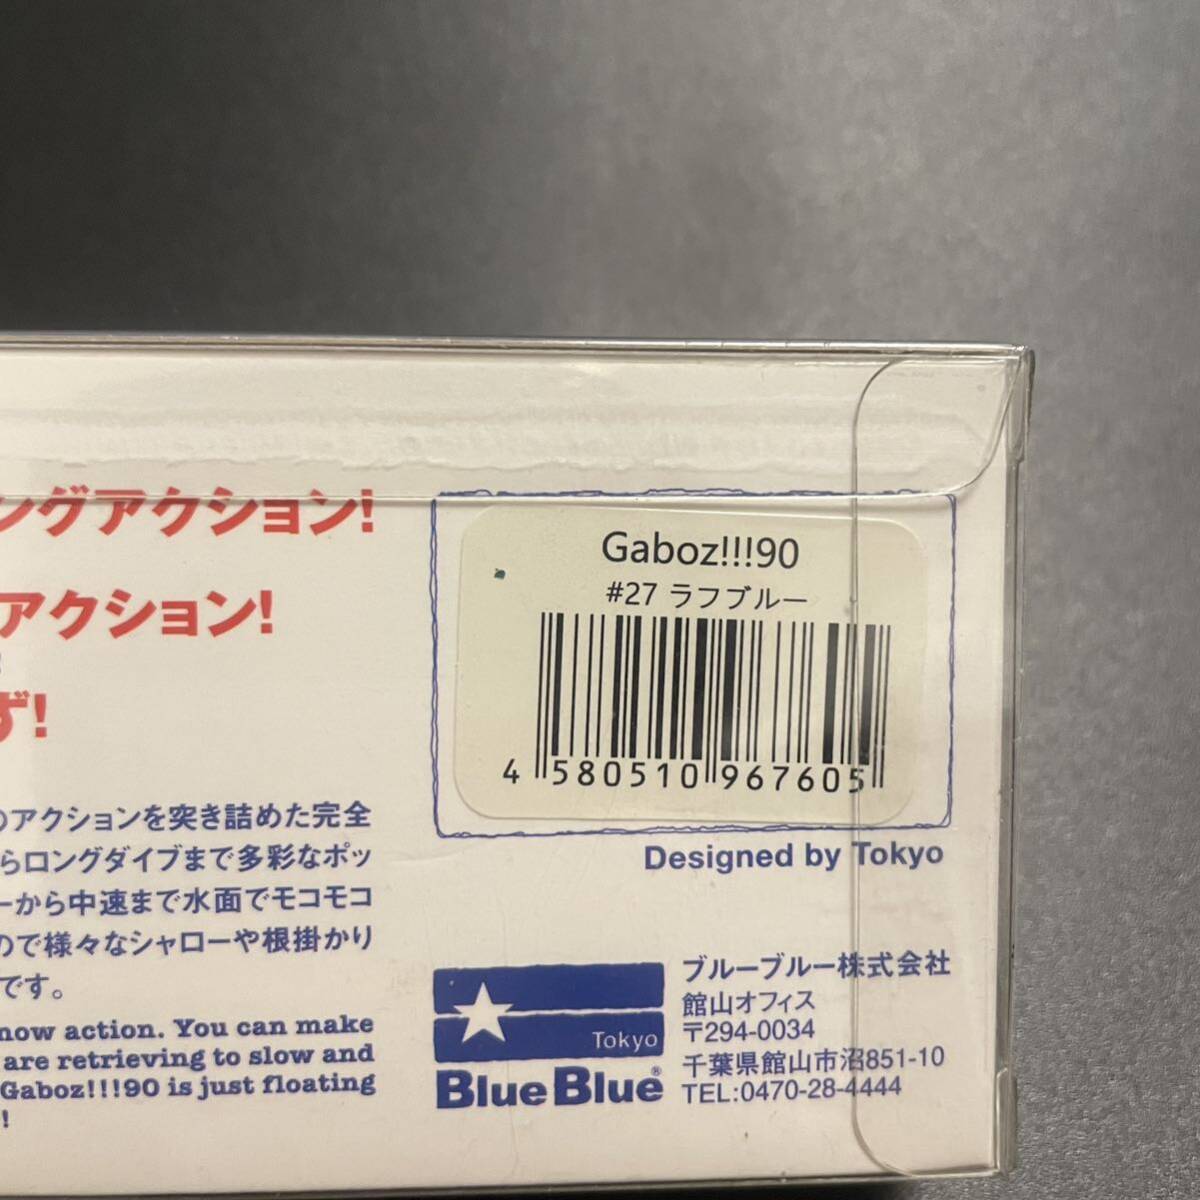 ングアクション!
アクション!
ず!
のアクションを突き詰めた完全
らロングダイブまで多彩なポッ
ーから中速まで水面でモコモコ
ので様々なシャローや根掛かり
です。
now action. You can make
are retrieving to slow and
Gaboz!!!90 is just floating
!
Gaboz!!!90
#27 ラフブルー
4 580510 967605
Designed by Tokyo
Tokyo
BlueBlue®
ブルーブルー株式会社
館山オフィス
〒294-0034
千葉県館山市沼851-10
TEL:0470-28-4444